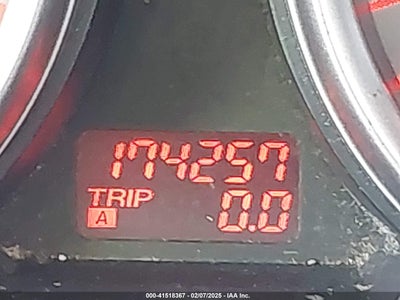 174257
TRIP 0.0
A
000-41518367 - 02/07/2025 - IAA Inc.